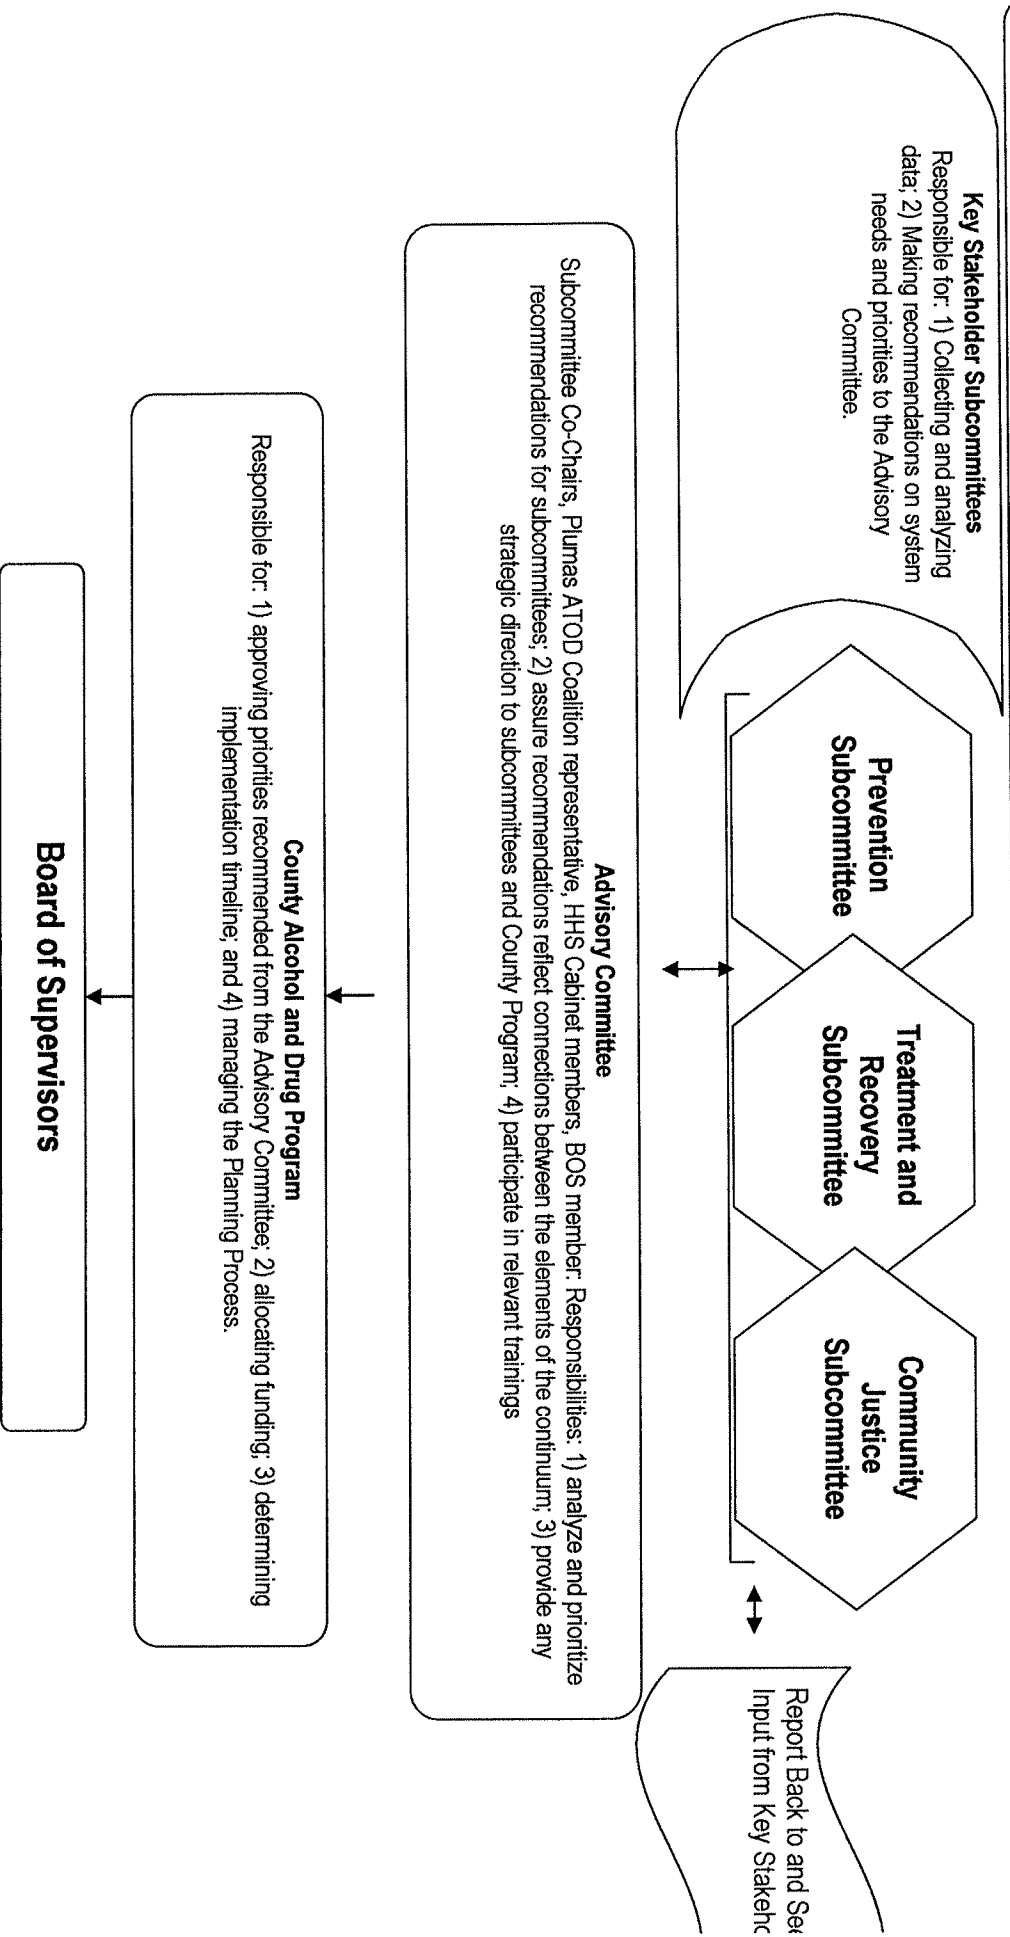 Key Stakeholder Subcommittees
Responsible for: 1) Collecting and analyzing
data; 2) Making recommendations on system
needs and priorities to the Advisory
Committee.
Prevention
Subcommittee
Treatment and
Recovery
Subcommittee
Community
Justice
Subcommittee
Report Back to and See
Input from Key Stakeho
Advisory Committee
Subcommittee Co-Chairs, Plumas ATOD Coalition representative, HHS Cabinet members, BOS member: Responsibilities: 1) analyze and prioritize
recommendations for subcommittees; 2) assure recommendations reflect connections between the elements of the continuum; 3) provide any
strategic direction to subcommittees and County Program; 4) participate in relevant trainings
County Alcohol and Drug Program
Responsible for: 1) approving priorities recommended from the Advisory Committee; 2) allocating funding; 3) determining
implementation timeline; and 4) managing the Planning Process.
Board of Supervisors